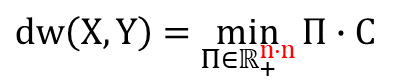 dw(X, Y) = min Π · C
Π∈ℝ₊ⁿ˙ⁿ